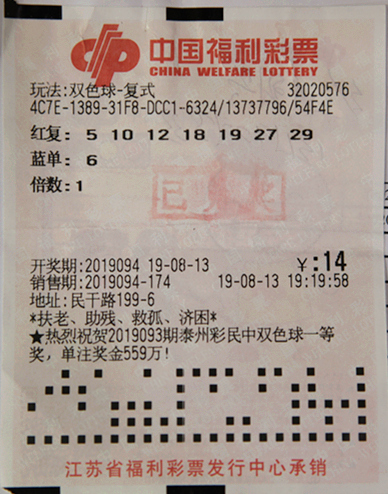 中国福利彩票
CHINA WELFARE LOTTERY
玩法:双色球-复式 32020576
4C7E-1389-31F8-DCC1-6324/13737796/54F4E
红复: 5 10 12 18 19 27 29
蓝单: 6
倍数:1
开奖期:2019094 19-08-13 ¥:14
销售期:2019094-174 19-08-13 19:19:58
地址:民干路199-6
*扶老、助残、救孤、济困*
★热烈祝贺2019093期泰州彩民中双色球一等
奖，单注奖金559万!
江苏省福利彩票发行中心承销